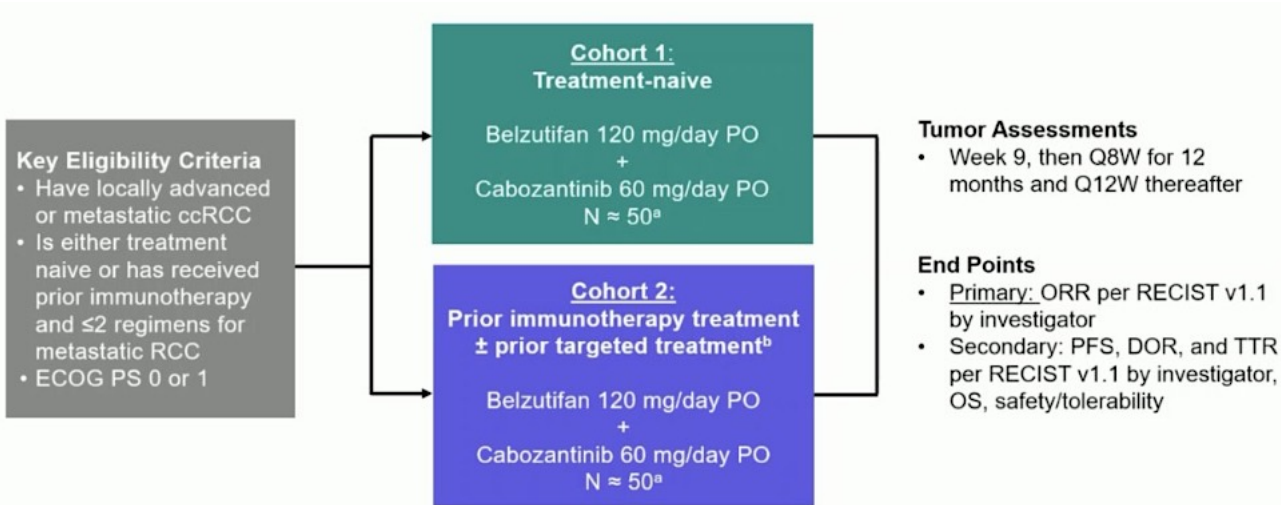 Key Eligibility Criteria
• Have locally advanced
or metastatic ccRCC
• Is either treatment
naive or has received
prior immunotherapy
and ≤2 regimens for
metastatic RCC
• ECOG PS 0 or 1
Cohort 1:
Treatment-naive
Belzutifan 120 mg/day PO
+
Cabozantinib 60 mg/day PO
N ≈ 50ᵃ
Cohort 2:
Prior immunotherapy treatment
± prior targeted treatmentᵇ
Belzutifan 120 mg/day PO
+
Cabozantinib 60 mg/day PO
N ≈ 50ᵃ
Tumor Assessments
• Week 9, then Q8W for 12
months and Q12W thereafter
End Points
• Primary: ORR per RECIST v1.1
by investigator
• Secondary: PFS, DOR, and TTR
per RECIST v1.1 by investigator,
OS, safety/tolerability